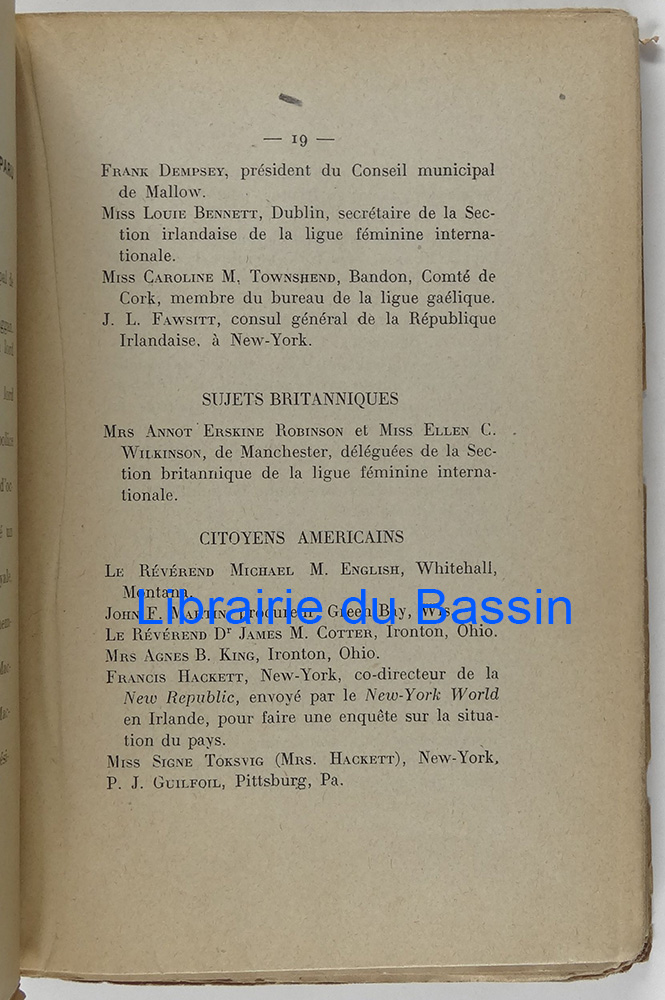 — 19 —
FRANK DEMPSEY, président du Conseil municipal
de Mallow.
MISS LOUIE BENNETT, Dublin, secrétaire de la Sec-
tion irlandaise de la ligue féminine interna-
tionale.
MISS CAROLINE M. TOWNSHEND, Bandon, Comté de
Cork, membre du bureau de la ligue gaélique.
J. L. FAWSITT, consul général de la République
Irlandaise, à New-York.
SUJETS BRITANNIQUES
MRS ANNOT ERSKINE ROBINSON et MISS ELLEN C.
WILKINSON, de Manchester, déléguées de la Sec-
tion britannique de la ligue féminine interna-
tionale.
CITOYENS AMERICAINS
LE RÉVÉREND MICHAEL M. ENGLISH, Whitehall,
Montana.
JOHN F. MARTIN, procureur, Green Bay, Wis.
Librairie du Bassin
LE RÉVÉREND Dr JAMES M. COTTER, Ironton, Ohio.
MRS AGNES B. KING, Ironton, Ohio.
FRANCIS HACKETT, New-York, co-directeur de la
New Republic, envoyé par le New-York World
en Irlande, pour faire une enquête sur la situa-
tion du pays.
MISS SIGNE TOKSVIG (MRS. HACKETT), New-York.
P. J. GUILFOIL, Pittsburg, Pa.